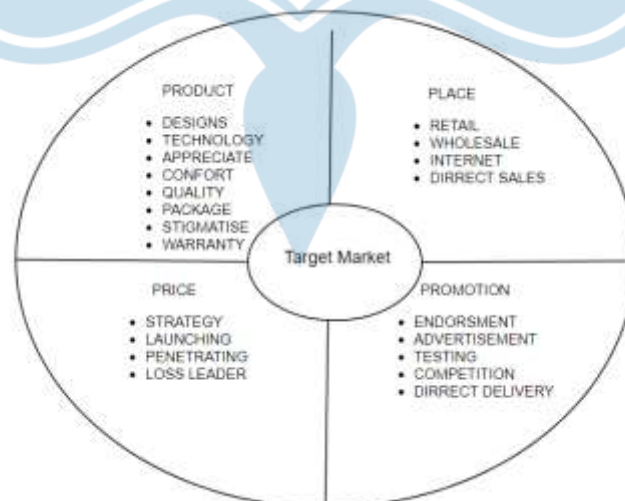 PRODUCT
• DESIGNS
• TECHNOLOGY
• APPRECIATE
• CONFORT
• QUALITY
• PACKAGE
• STIGMATISE
• WARRANTY
PLACE
• RETAIL
• WHOLESALE
• INTERNET
• DIRRECT SALES
Target Market
PRICE
• STRATEGY
• LAUNCHING
• PENETRATING
• LOSS LEADER
PROMOTION
• ENDORSMENT
• ADVERTISEMENT
• TESTING
• COMPETITION
• DIRRECT DELIVERY